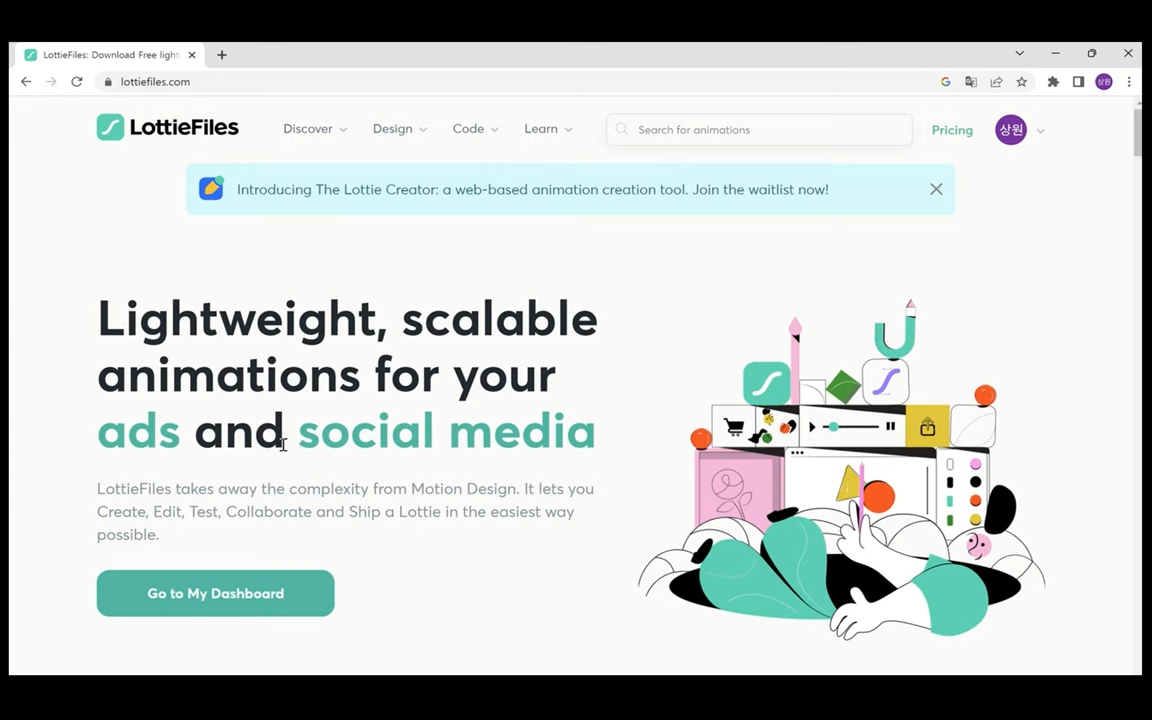 LottieFiles: Download Free light
lottiefiles.com
상원
LottieFiles
Discover
Design
Code
Learn
Search for animations
Pricing
상원
Introducing The Lottie Creator: a web-based animation creation tool. Join the waitlist now!
Lightweight, scalable
animations for your
ads and social media
LottieFiles takes away the complexity from Motion Design. It lets you
Create, Edit, Test, Collaborate and Ship a Lottie in the easiest way
possible.
Go to My Dashboard